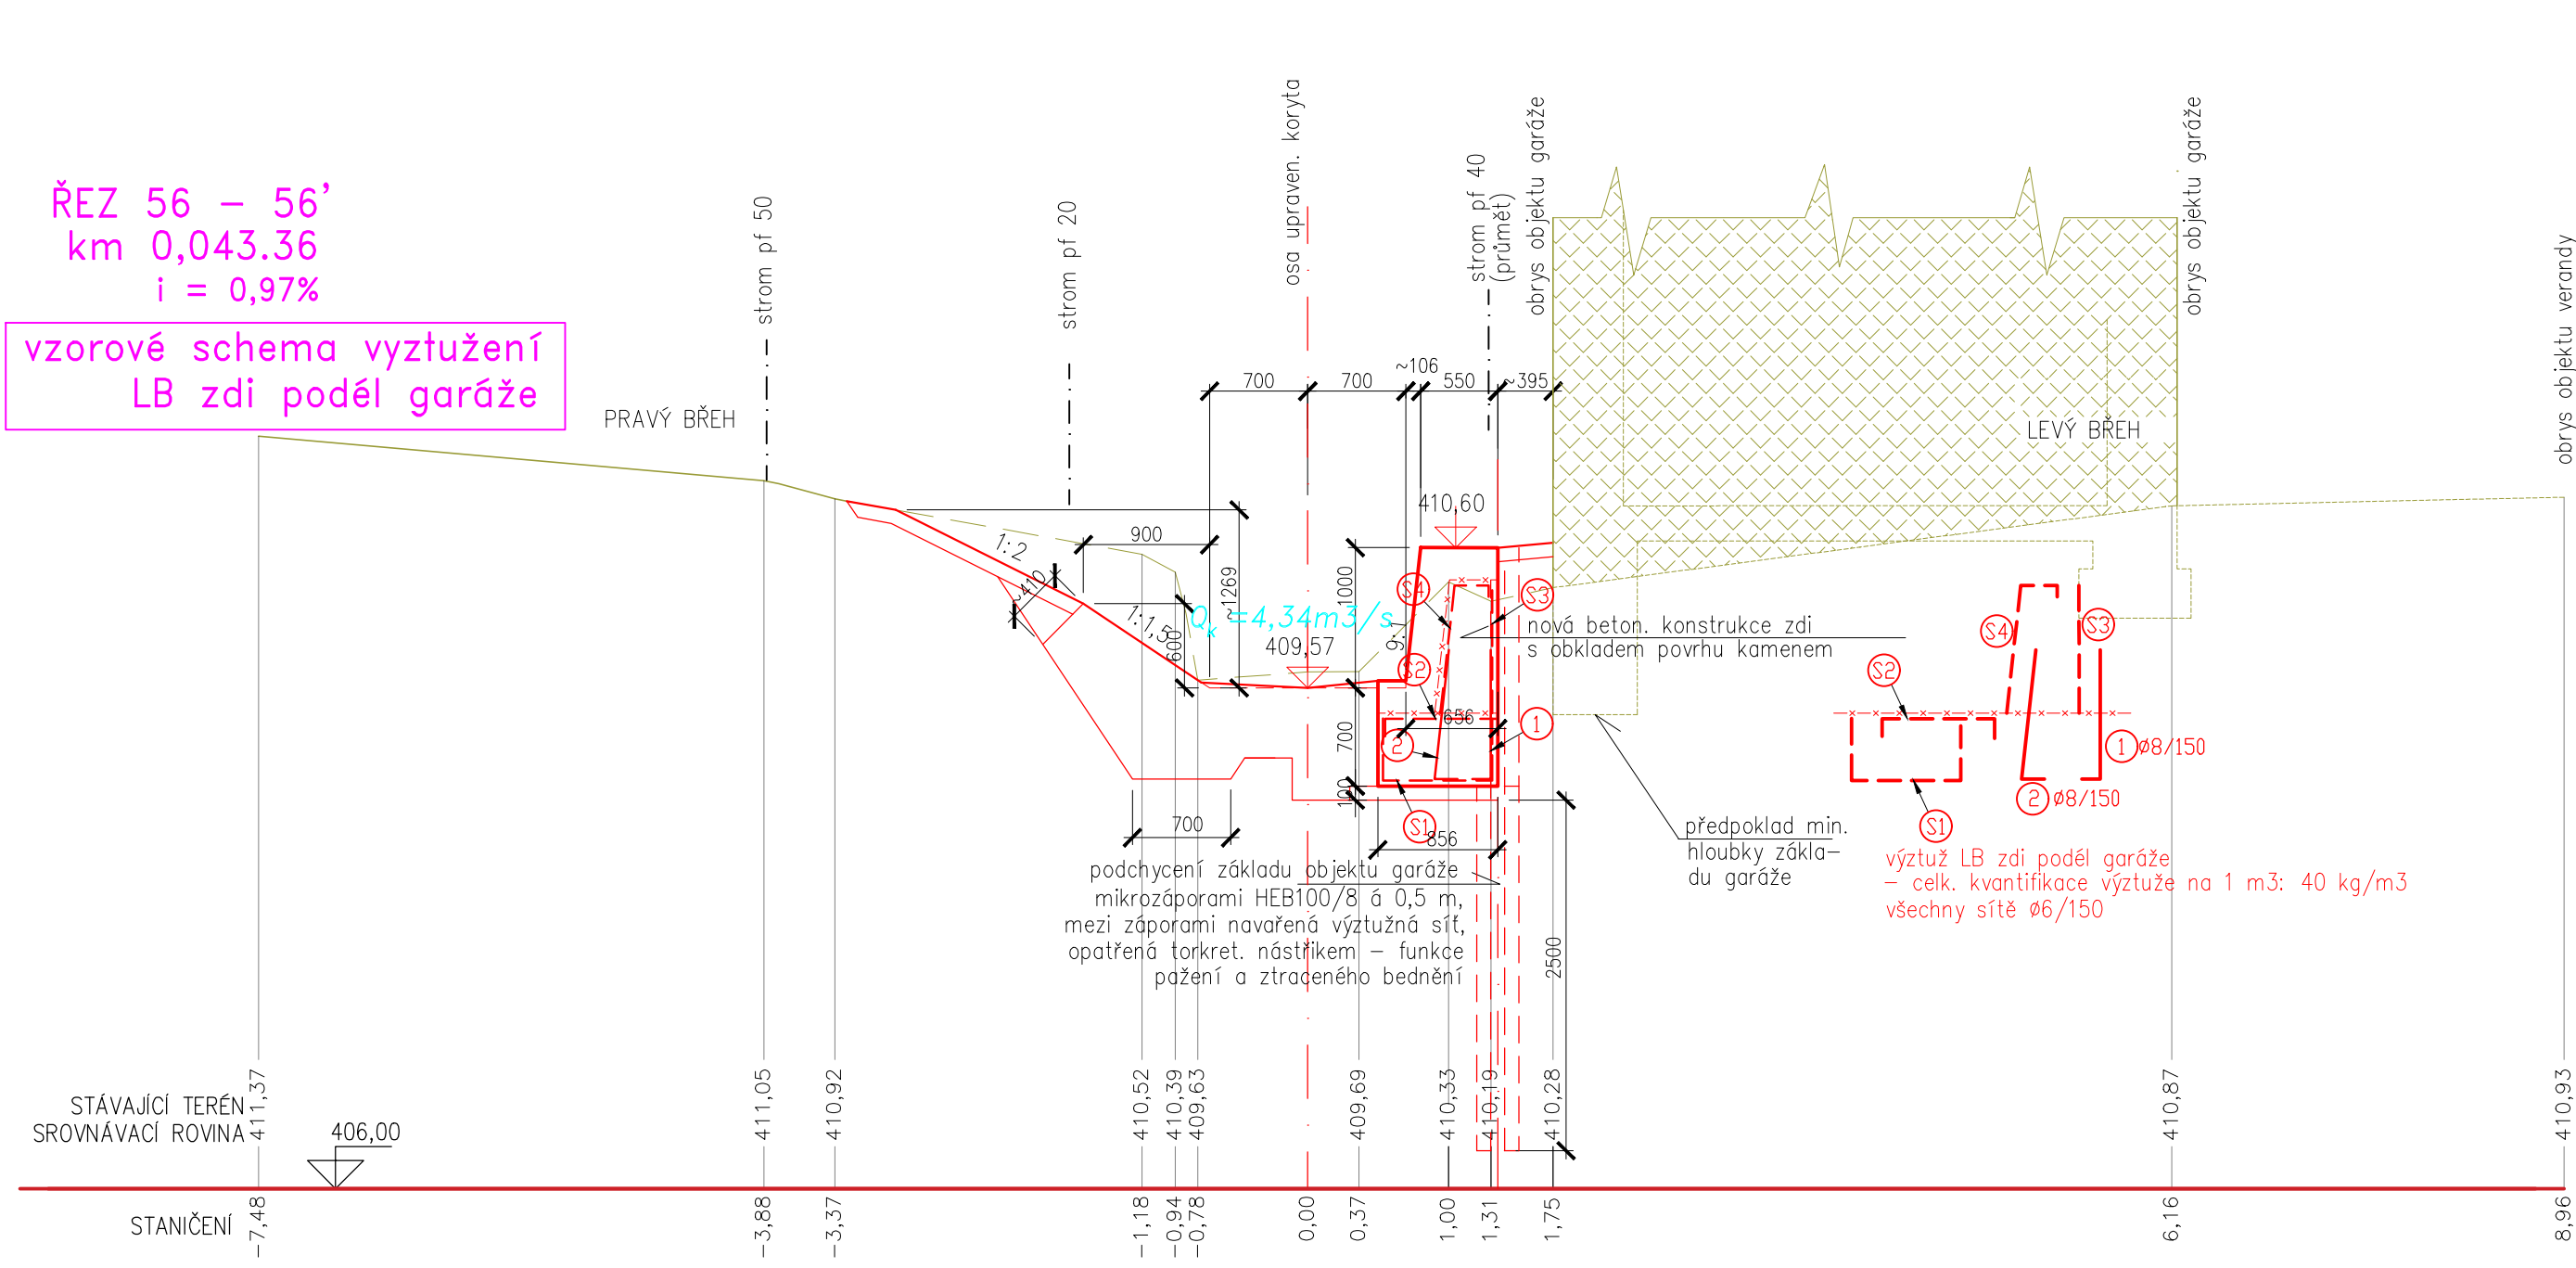 ŘEZ 56 – 56'
km 0,043.36
i = 0,97%
vzorové schema vyztužení
LB zdi podél garáže
PRAVÝ BŘEH
strom pf 50
strom pf 20
osa upraven. koryta
strom pf 40
(průmět)
obrys objektu garáže
obrys objektu garáže
obrys objektu verandy
LEVÝ BŘEH
700
700
~106
550
~395
410,60
900
1:2
~410
1:1,5
600
~1269
1000
Qk=4,34m3/s
409,57
9:1
S4
S3
S2
nová beton. konstrukce zdi
s obkladem povrhu kamenem
656
1
2
700
100
S1
856
700
podchycení základu objektu garáže
mikrozáporami HEB100/8 á 0,5 m,
mezi záporami navařená výztužná síť,
opatřená torkret. nástřikem – funkce
pažení a ztraceného bednění
2500
předpoklad min.
hloubky zákla–
du garáže
S4
S3
S2
1 ø8/150
2 ø8/150
S1
výztuž LB zdi podél garáže
– celk. kvantifikace výztuže na 1 m3: 40 kg/m3
všechny sítě ø6/150
STÁVAJÍCÍ TERÉN
SROVNÁVACÍ ROVINA
406,00
411,37
411,05
410,92
410,52
410,39
409,63
409,69
410,33
410,19
410,28
410,87
410,93
STANIČENÍ
–7,48
–3,88
–3,37
–1,18
–0,94
–0,78
0,00
0,37
1,00
1,31
1,75
6,16
8,96